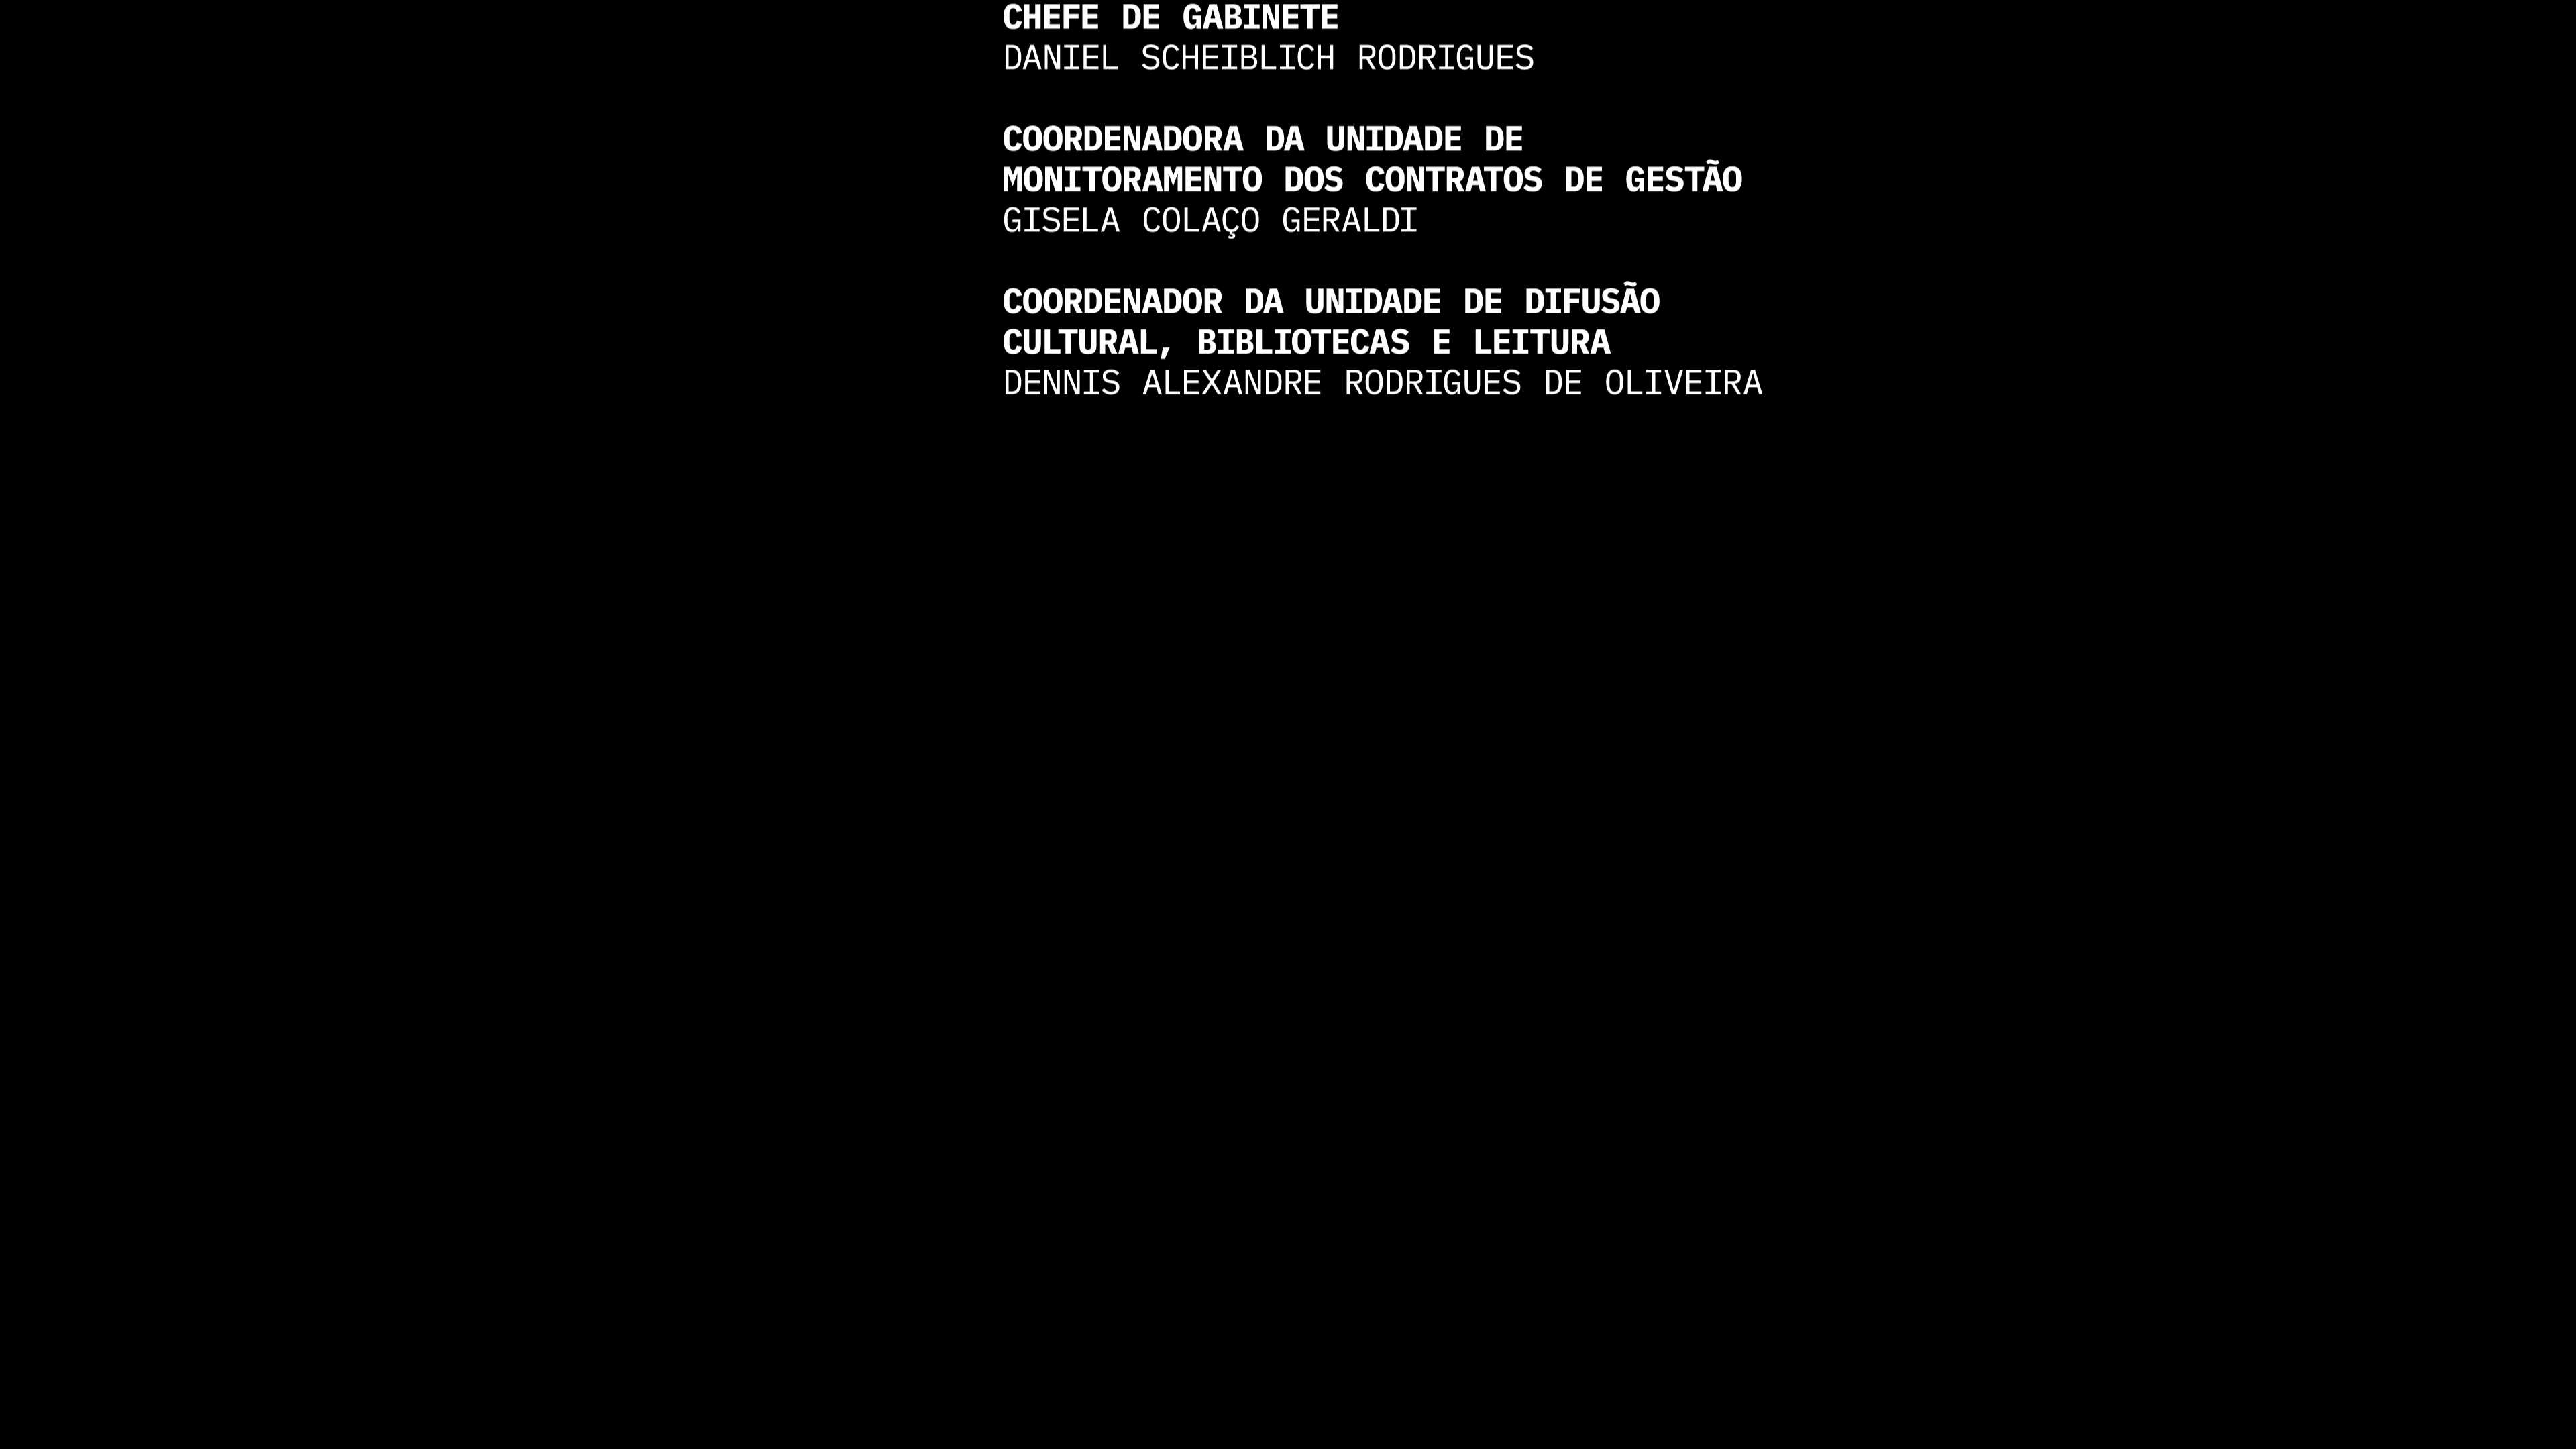 CHEFE DE GABINETE
DANIEL SCHEIBLICH RODRIGUES
COORDENADORA DA UNIDADE DE
MONITORAMENTO DOS CONTRATOS DE GESTÃO
GISELA COLAÇO GERALDI
COORDENADOR DA UNIDADE DE DIFUSÃO
CULTURAL, BIBLIOTECAS E LEITURA
DENNIS ALEXANDRE RODRIGUES DE OLIVEIRA